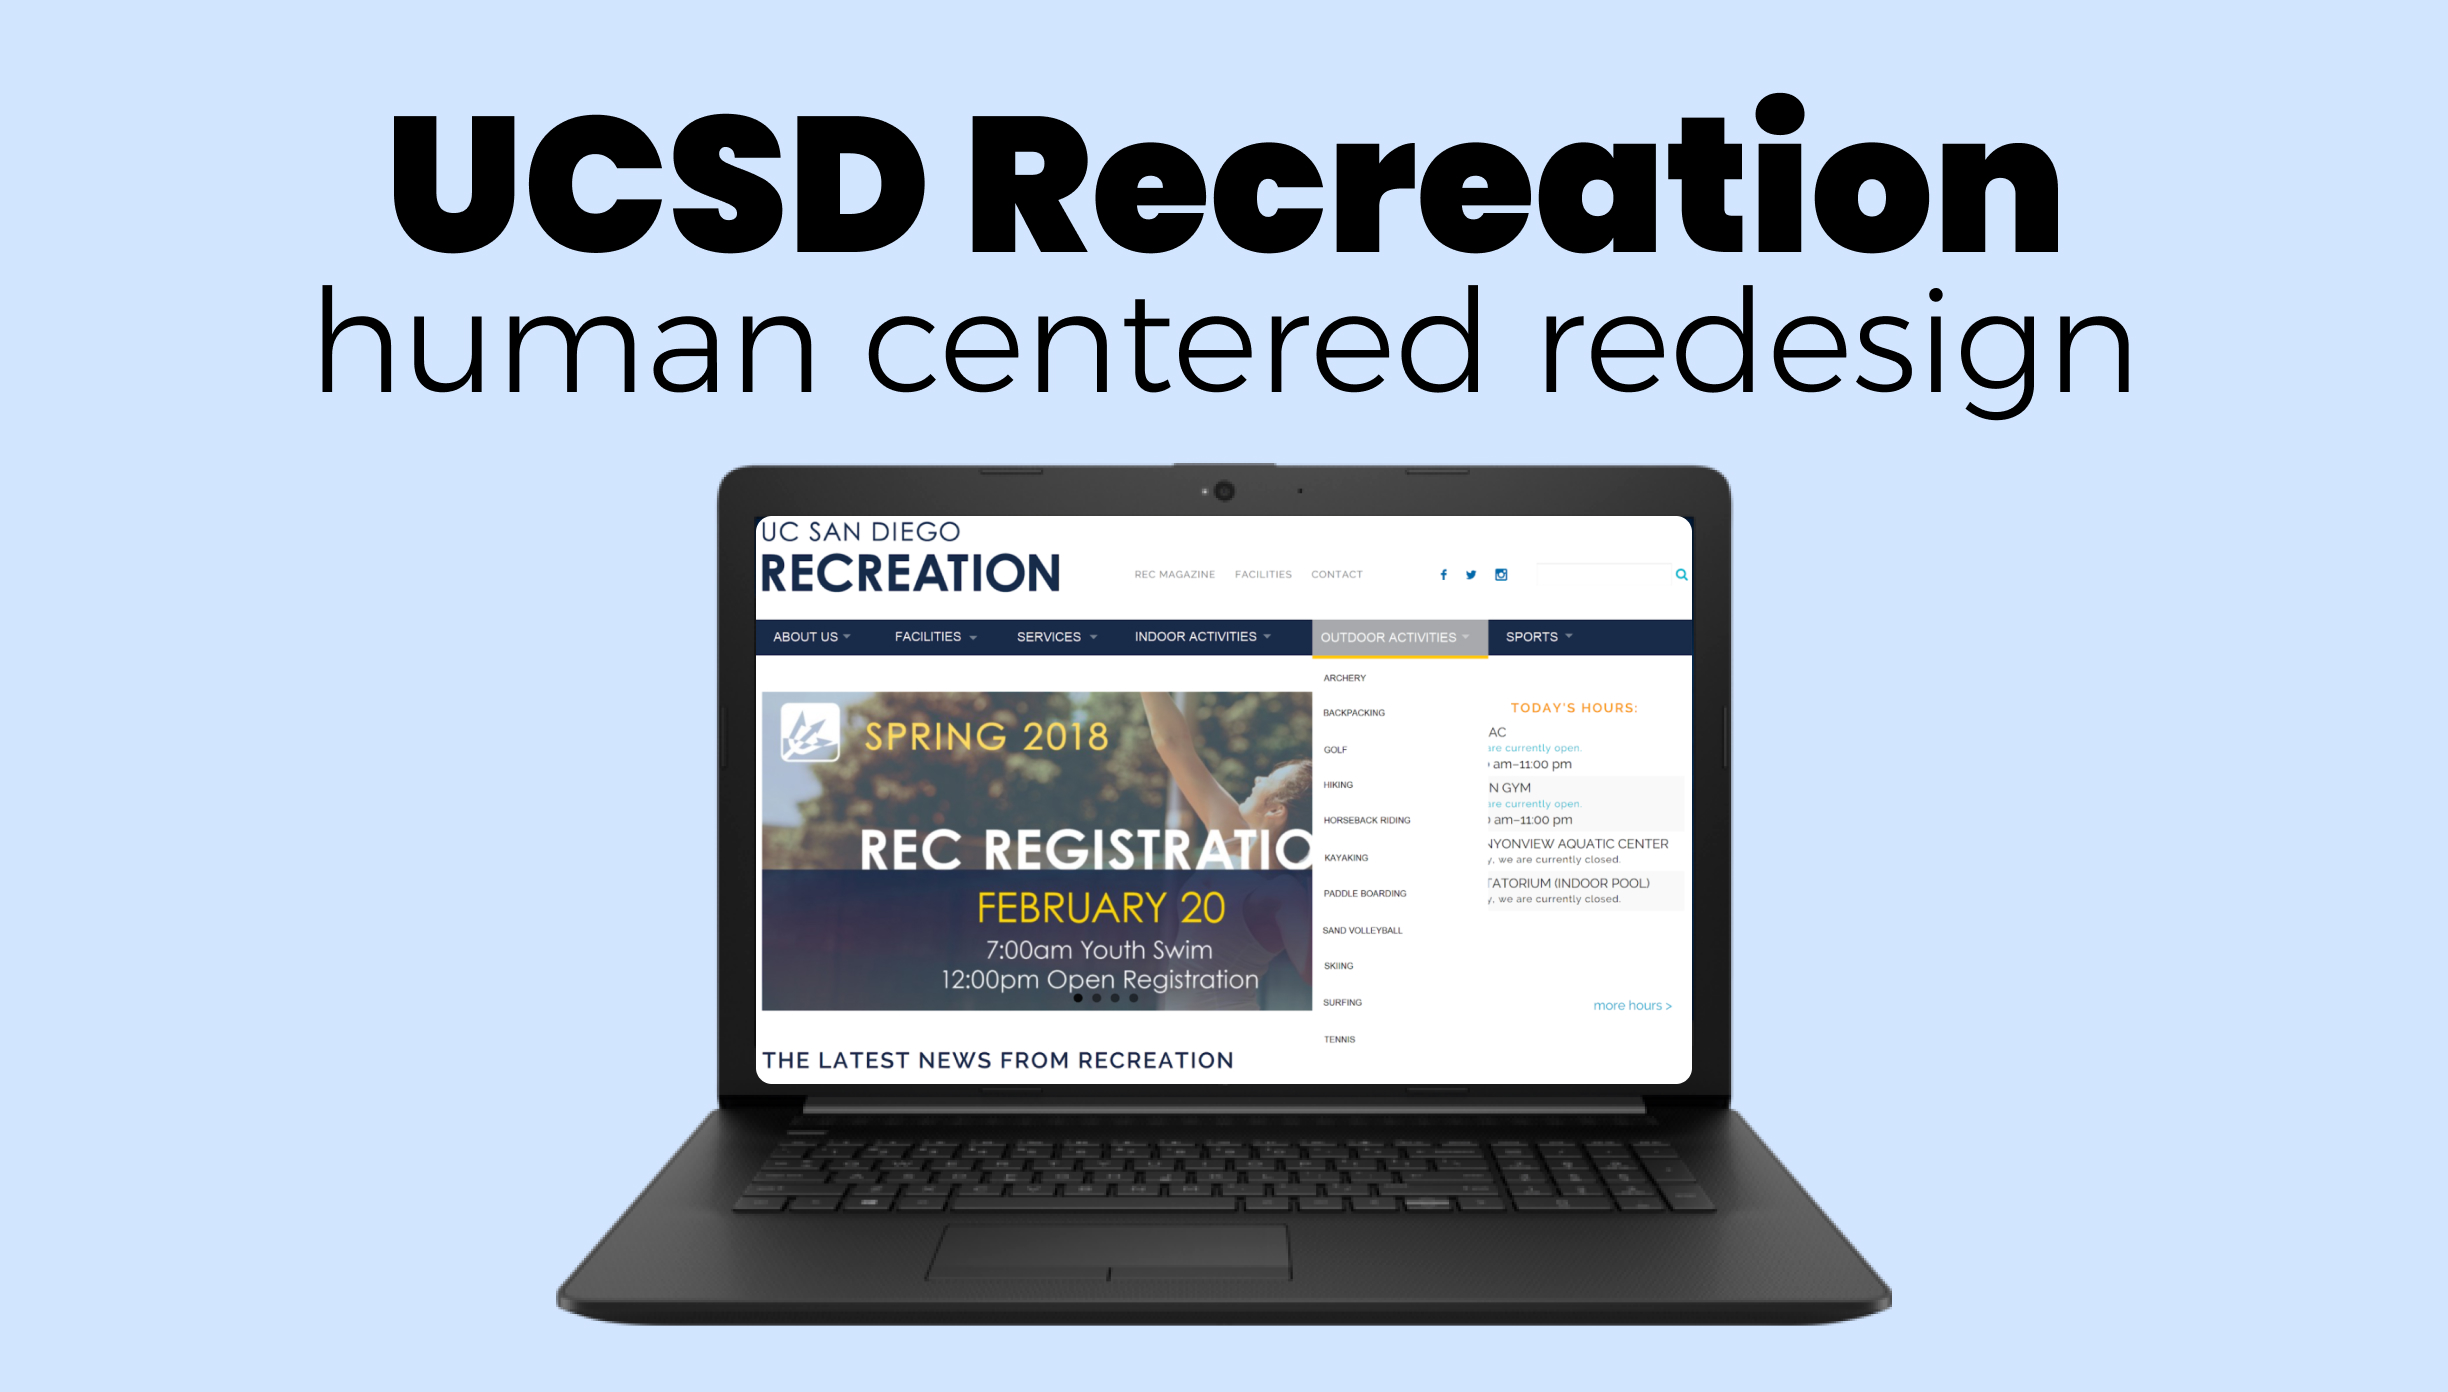 UCSD Recreation
human centered redesign
UC SAN DIEGO
RECREATION
REC MAGAZINE FACILITIES CONTACT
ABOUT US FACILITIES SERVICES INDOOR ACTIVITIES OUTDOOR ACTIVITIES SPORTS
SPRING 2018
REC REGISTRATIO
FEBRUARY 20
7:00am Youth Swim
12:00pm Open Registration
ARCHERY
BACKPACKING
GOLF
HIKING
HORSEBACK RIDING
KAYAKING
PADDLE BOARDING
SAND VOLLEYBALL
SKIING
SURFING
TENNIS
TODAY'S HOURS:
AC
are currently open.
am–11:00 pm
N GYM
are currently open.
am–11:00 pm
NYONVIEW AQUATIC CENTER
y, we are currently closed.
TATORIUM (INDOOR POOL)
y, we are currently closed.
more hours >
THE LATEST NEWS FROM RECREATION